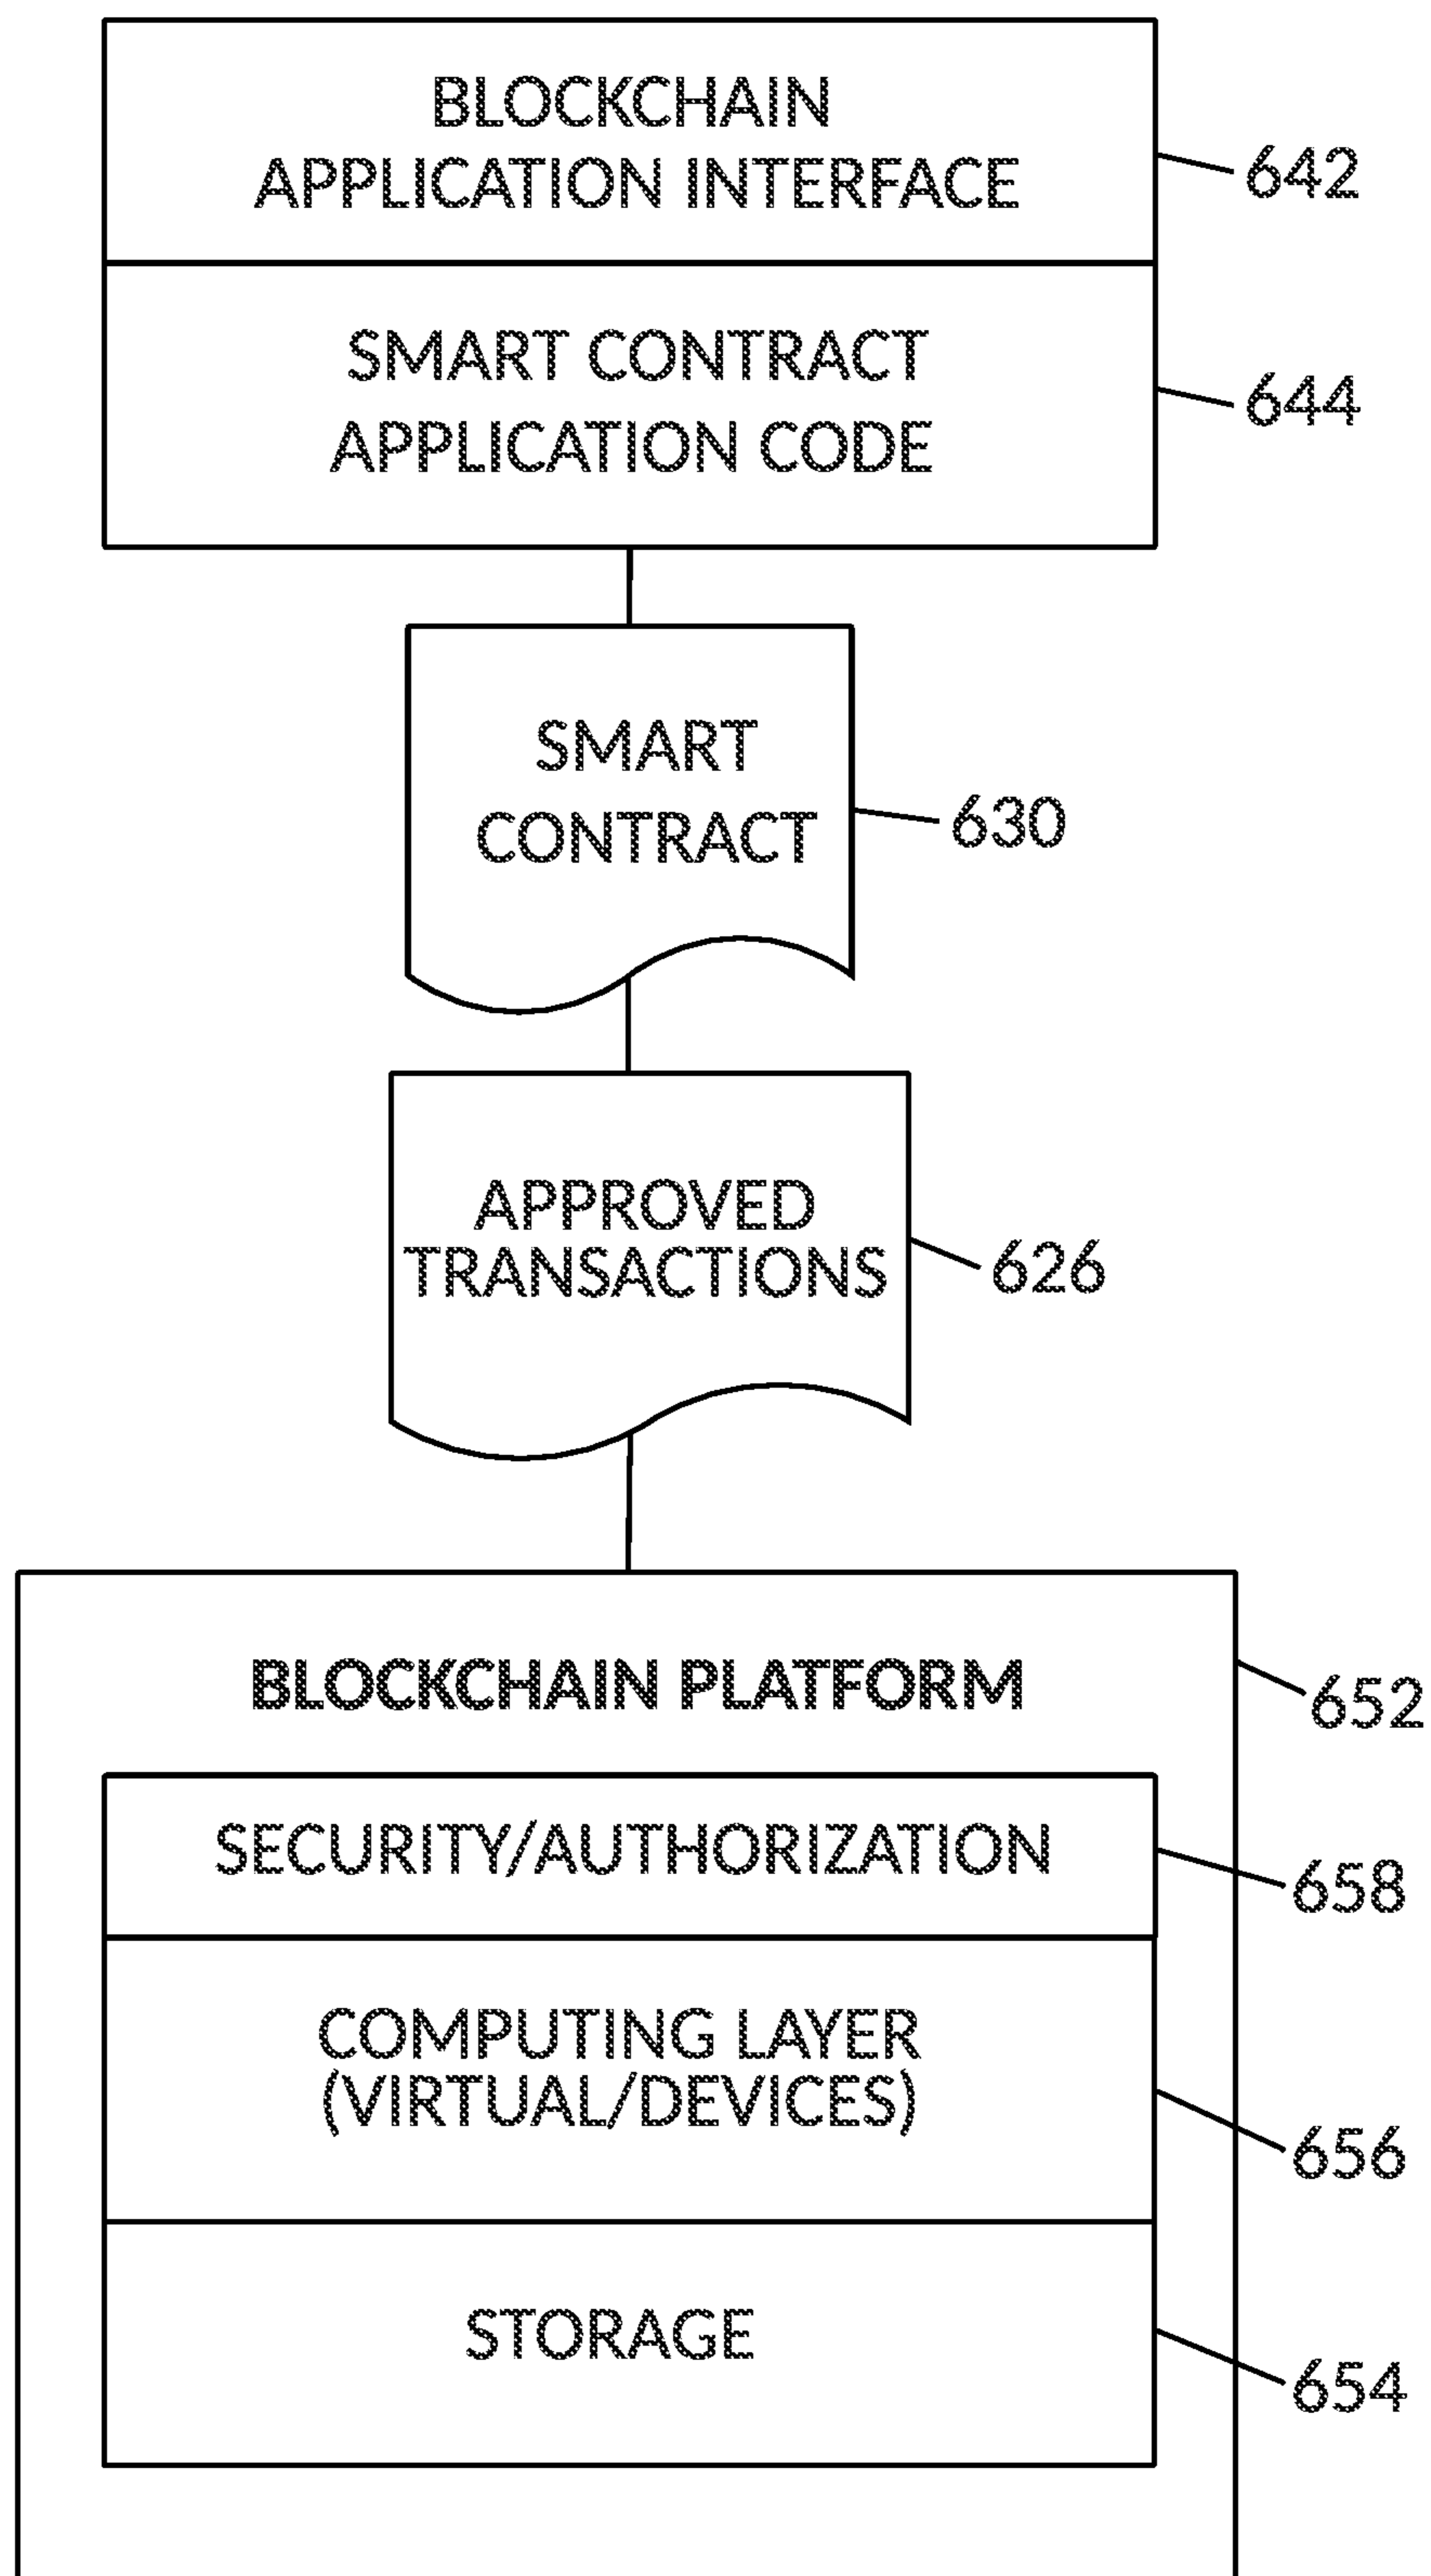 BLOCKCHAIN
APPLICATION INTERFACE
642
SMART CONTRACT
APPLICATION CODE
644
SMART
CONTRACT
630
APPROVED
TRANSACTIONS
626
BLOCKCHAIN PLATFORM
652
SECURITY/AUTHORIZATION
658
COMPUTING LAYER
(VIRTUAL/DEVICES)
656
STORAGE
654